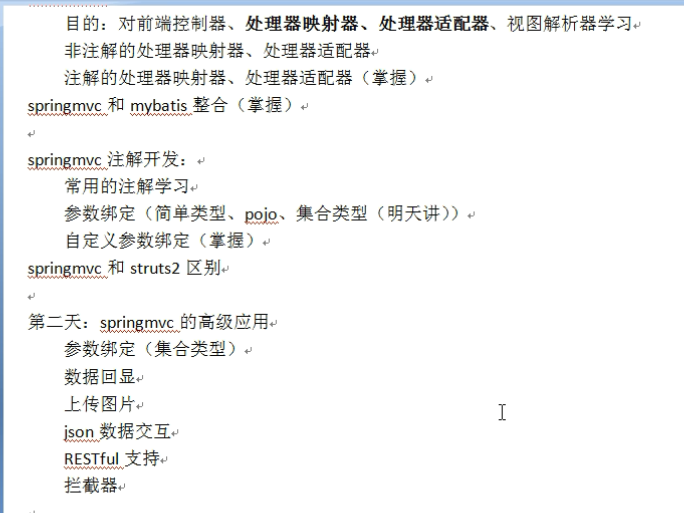 目的：对前端控制器、处理器映射器、处理器适配器、视图解析器学习
非注解的处理器映射器、处理器适配器
注解的处理器映射器、处理器适配器（掌握）
springmvc 和 mybatis 整合（掌握）
springmvc 注解开发：
常用的注解学习
参数绑定（简单类型、pojo、集合类型（明天讲））
自定义参数绑定（掌握）
springmvc 和 struts2 区别
第二天：springmvc 的高级应用
参数绑定（集合类型）
数据回显
上传图片
json 数据交互
RESTful 支持
拦截器